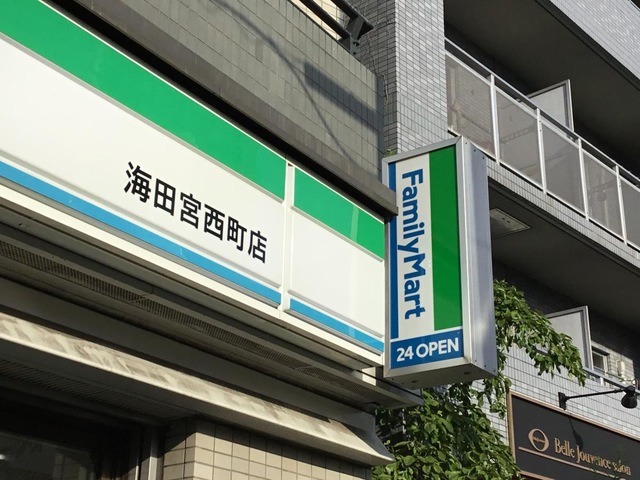 海田宮西町店
FamilyMart
24 OPEN
Belle Jouvence salon